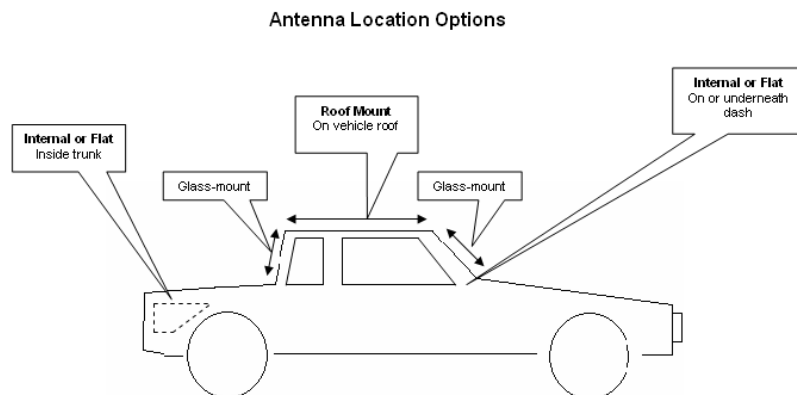 Antenna Location Options
Internal or Flat
On or underneath
dash
Roof Mount
On vehicle roof
Internal or Flat
Inside trunk
Glass-mount
Glass-mount